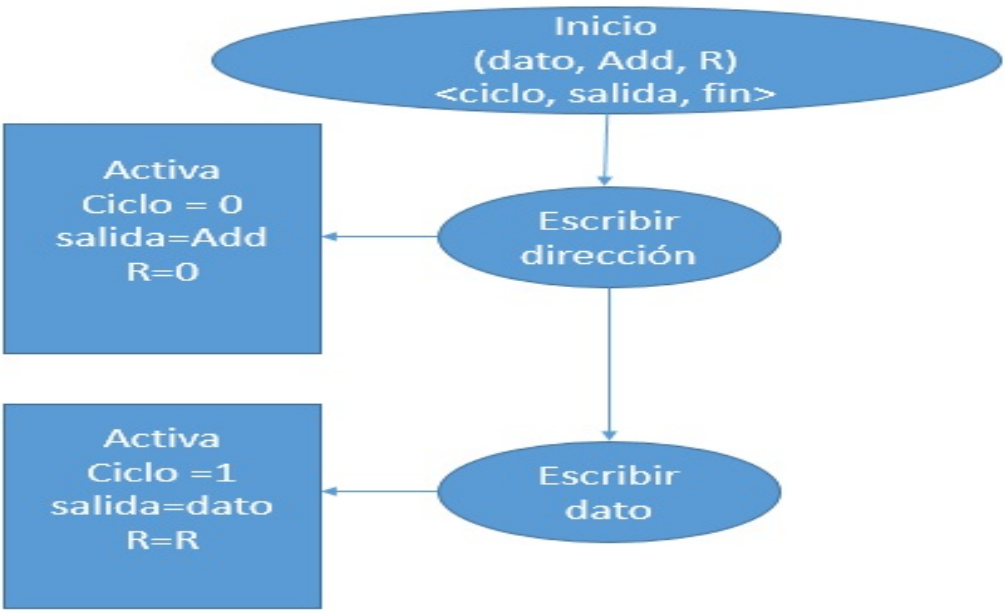 Inicio
(dato, Add, R)
<ciclo, salida, fin>
Escribir
dirección
Activa
Ciclo = 0
salida=Add
R=0
Escribir
dato
Activa
Ciclo =1
salida=dato
R=R